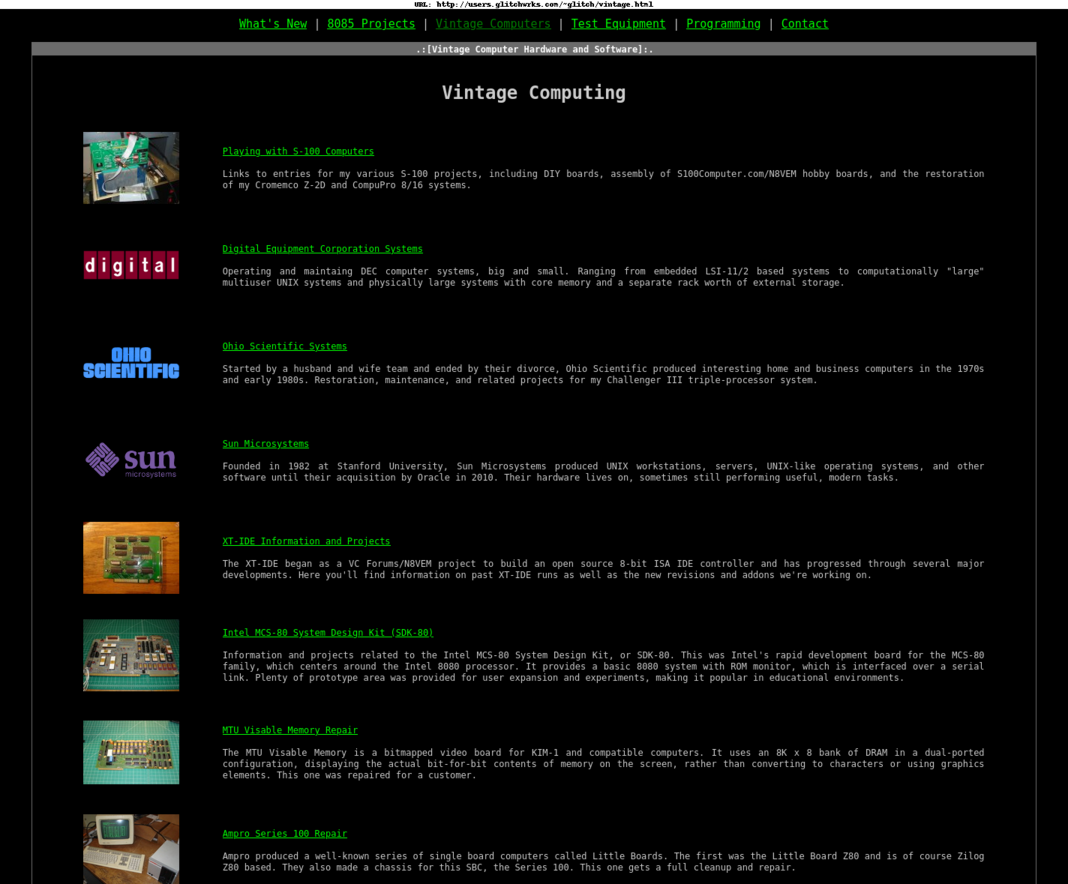 URL: http://users.glitchwrks.com/~glitch/vintage.html
What's New | 8085 Projects | Vintage Computers | Test Equipment | Programming | Contact
.:[Vintage Computer Hardware and Software]:.
Vintage Computing
Playing with S-100 Computers
Links to entries for my various S-100 projects, including DIY boards, assembly of S100Computer.com/N8VEM hobby boards, and the restoration
of my Cromemco Z-2D and CompuPro 8/16 systems.
digital
Digital Equipment Corporation Systems
Operating and maintaing DEC computer systems, big and small. Ranging from embedded LSI-11/2 based systems to computationally "large"
multiuser UNIX systems and physically large systems with core memory and a separate rack worth of external storage.
OHIO
SCIENTIFIC
Ohio Scientific Systems
Started by a husband and wife team and ended by their divorce, Ohio Scientific produced interesting home and business computers in the 1970s
and early 1980s. Restoration, maintenance, and related projects for my Challenger III triple-processor system.
sun
microsystems
Sun Microsystems
Founded in 1982 at Stanford University, Sun Microsystems produced UNIX workstations, servers, UNIX-like operating systems, and other
software until their acquisition by Oracle in 2010. Their hardware lives on, sometimes still performing useful, modern tasks.
XT-IDE Information and Projects
The XT-IDE began as a VC Forums/N8VEM project to build an open source 8-bit ISA IDE controller and has progressed through several major
developments. Here you'll find information on past XT-IDE runs as well as the new revisions and addons we're working on.
Intel MCS-80 System Design Kit (SDK-80)
Information and projects related to the Intel MCS-80 System Design Kit, or SDK-80. This was Intel's rapid development board for the MCS-80
family, which centers around the Intel 8080 processor. It provides a basic 8080 system with ROM monitor, which is interfaced over a serial
link. Plenty of prototype area was provided for user expansion and experiments, making it popular in educational environments.
MTU Visable Memory Repair
The MTU Visable Memory is a bitmapped video board for KIM-1 and compatible computers. It uses an 8K x 8 bank of DRAM in a dual-ported
configuration, displaying the actual bit-for-bit contents of memory on the screen, rather than converting to characters or using graphics
elements. This one was repaired for a customer.
Ampro Series 100 Repair
Ampro produced a well-known series of single board computers called Little Boards. The first was the Little Board Z80 and is of course Zilog
Z80 based. They also made a chassis for this SBC, the Series 100. This one gets a full cleanup and repair.